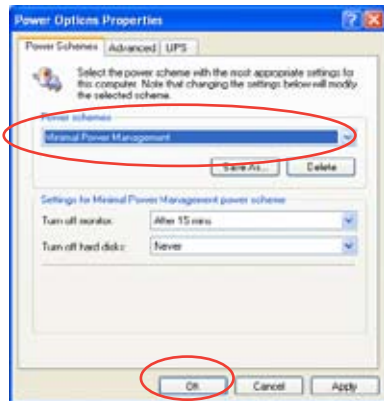 Power Options Properties
Power Schemes Advanced UPS
Select the power scheme with the most appropriate settings for
this computer. Note that changing the settings below will modify
the selected scheme.
Power schemes
Minimal Power Management
Save As... Delete
Settings for Minimal Power Management power scheme
Turn off monitor: After 15 mins
Turn off hard disks: Never
OK Cancel Apply